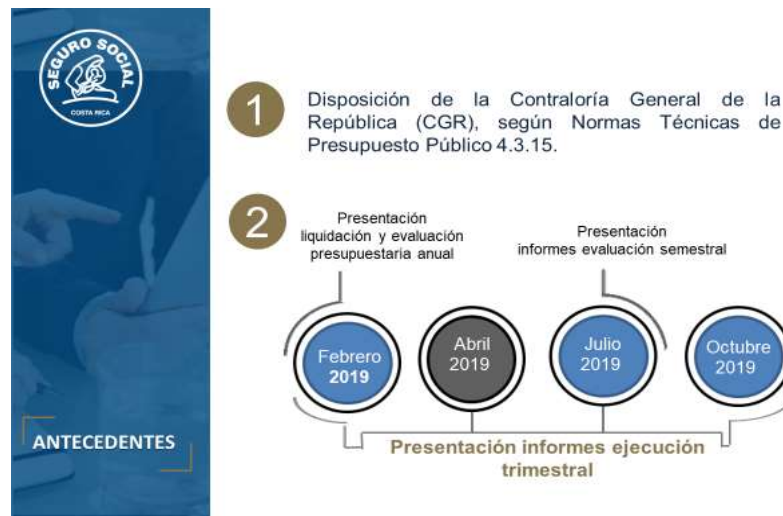 SEGURO SOCIAL
COSTA RICA
1
Disposición de la Contraloría General de la
República (CGR), según Normas Técnicas de
Presupuesto Público 4.3.15.
2
Presentación
liquidación y evaluación
presupuestaria anual
Presentación
informes evaluación semestral
Febrero
2019
Abril
2019
Julio
2019
Octubre
2019
ANTECEDENTES
Presentación informes ejecución
trimestral